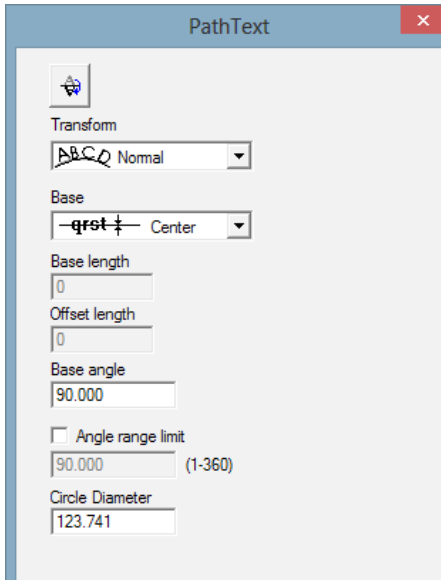 PathText
Transform
ABCD Normal
Base
qrst Center
Base length
0
Offset length
0
Base angle
90.000
Angle range limit
90.000 (1-360)
Circle Diameter
123.741